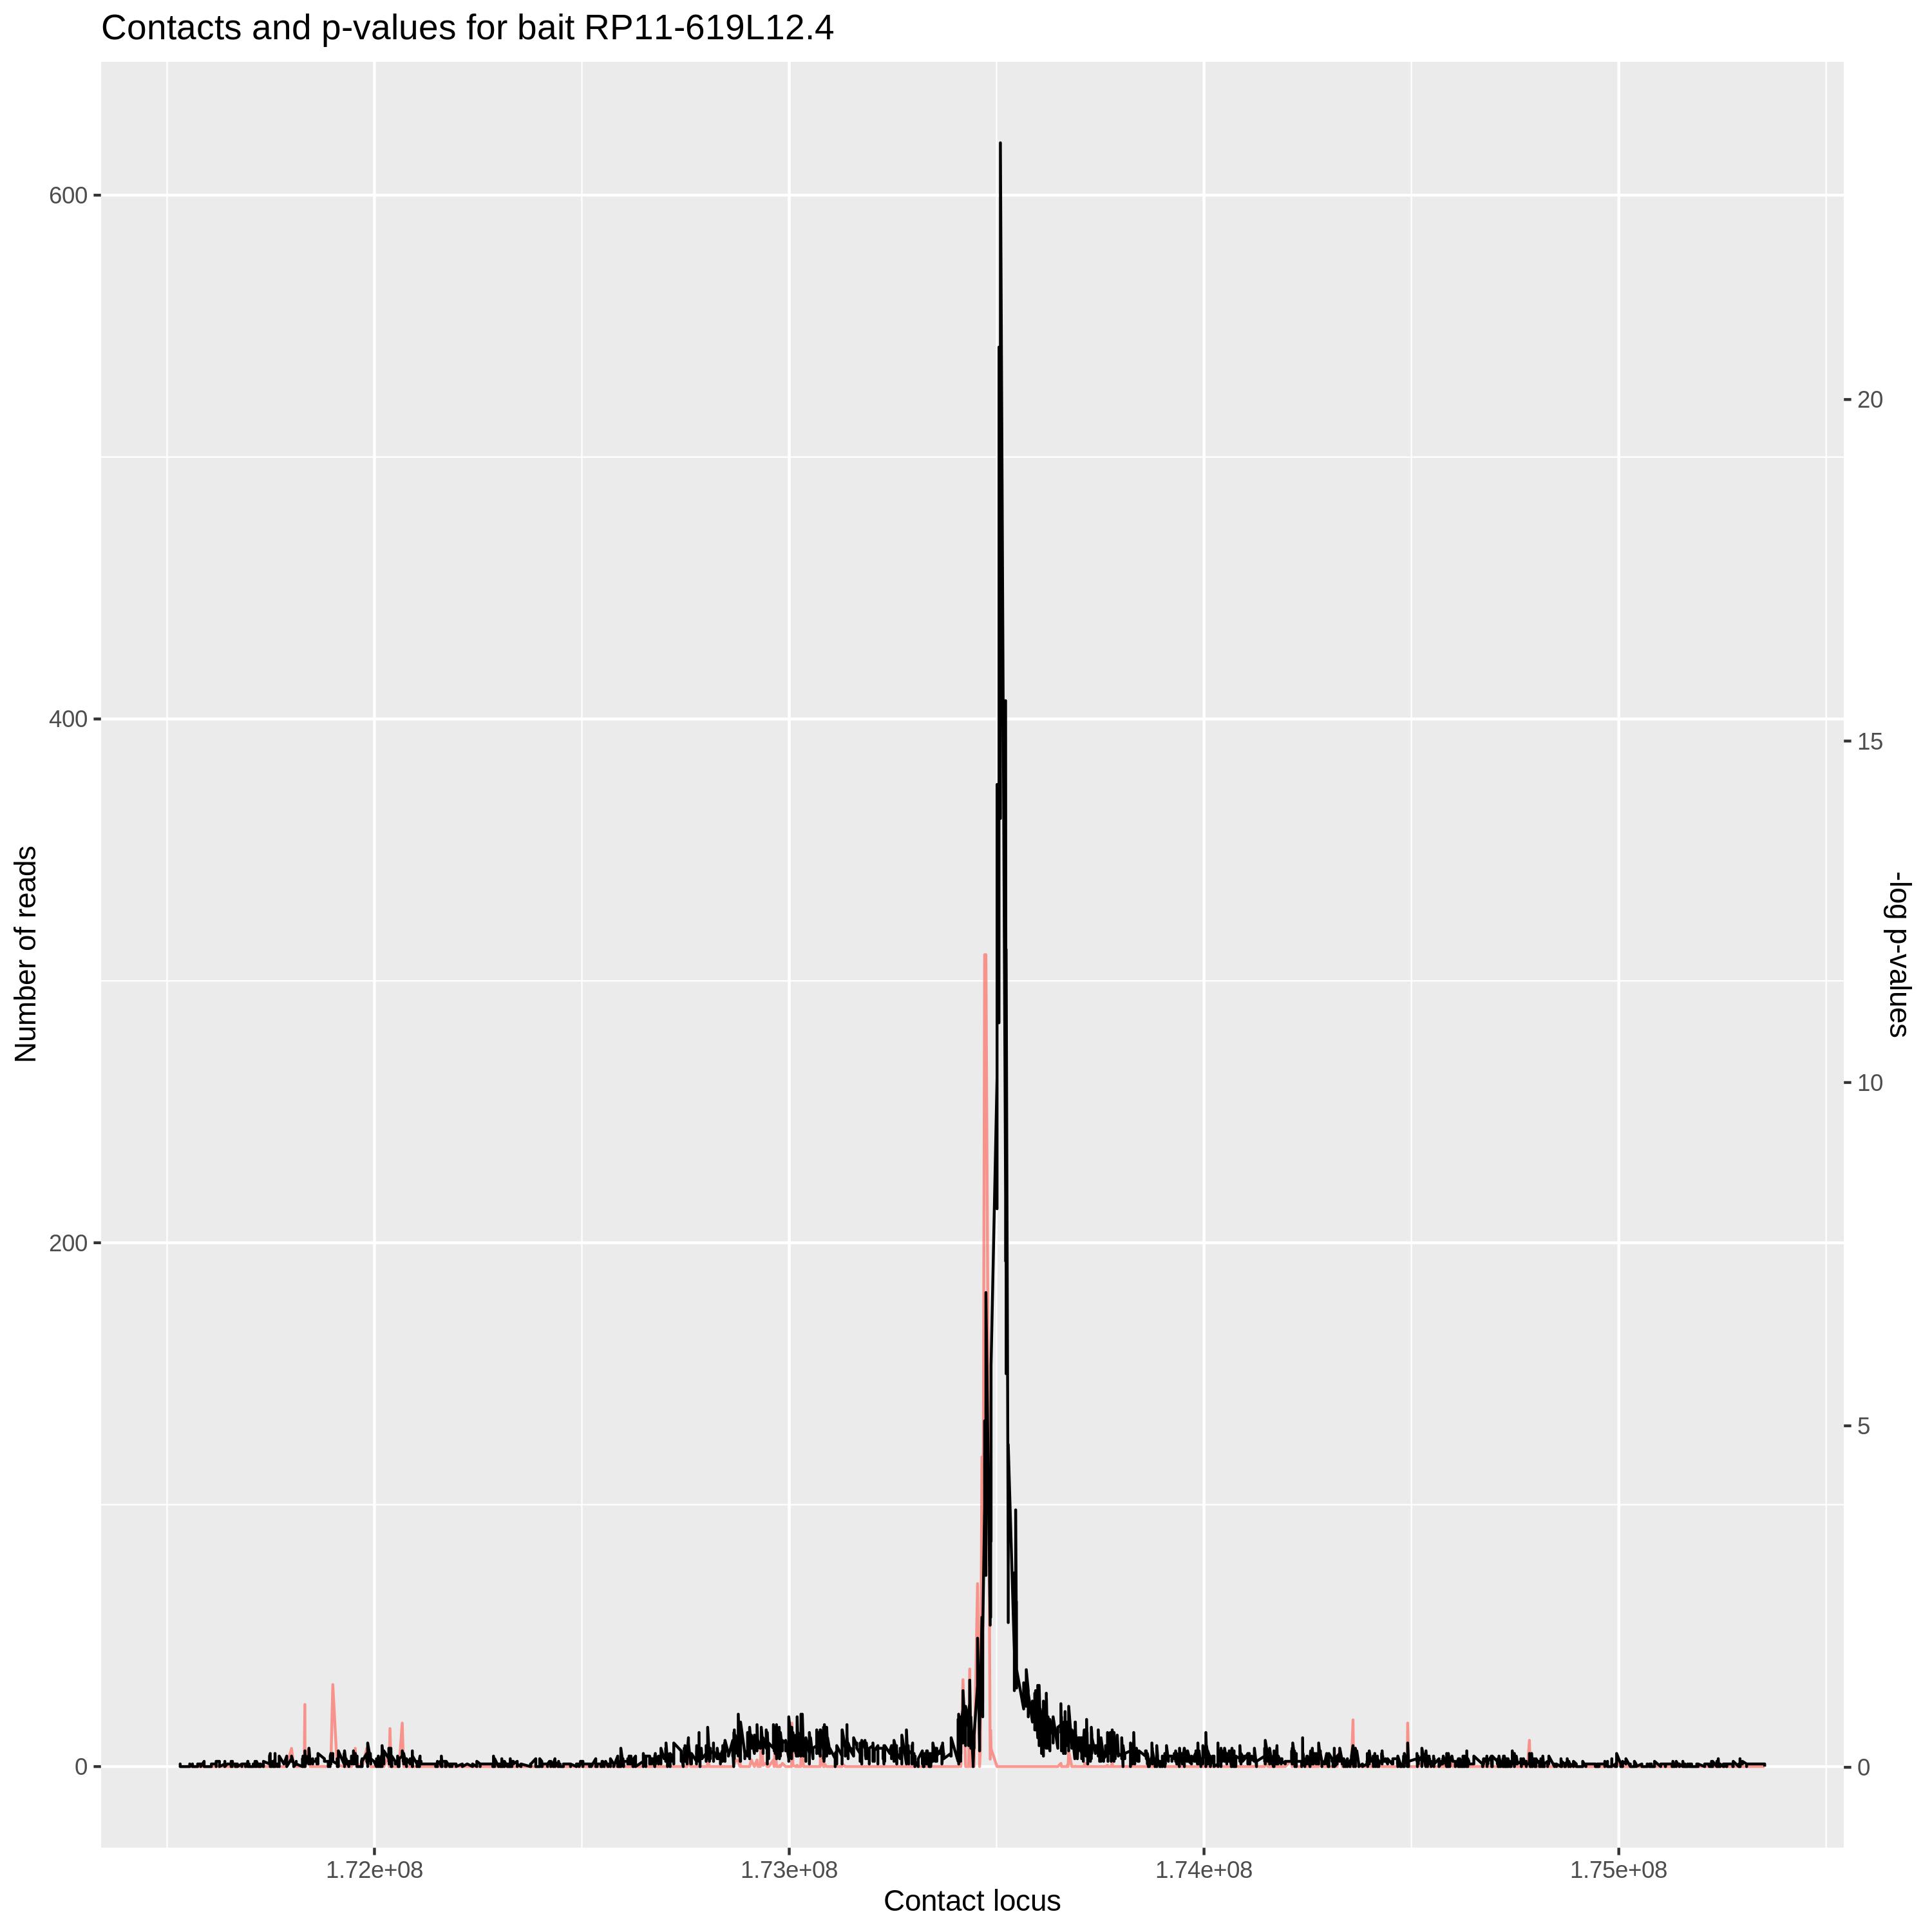 Contacts and p-values for bait RP11-619L12.4
600
400
200
0
Number of reads
20
15
10
5
0
-log p-values
1.72e+08
1.73e+08
1.74e+08
1.75e+08
Contact locus